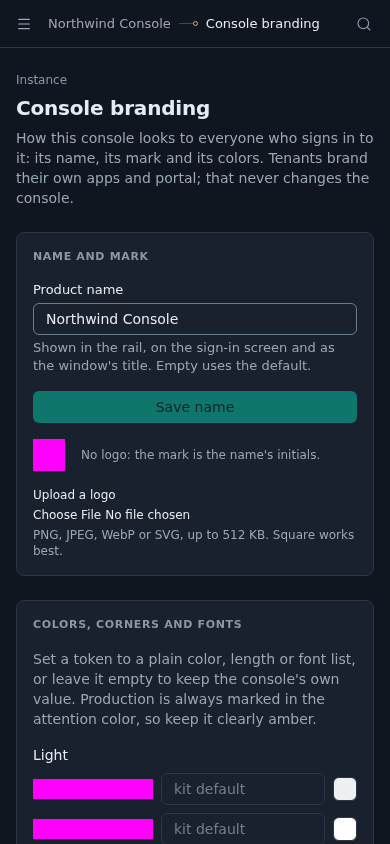 Northwind Console Console branding
Instance
Console branding
How this console looks to everyone who signs in to
it: its name, its mark and its colors. Tenants brand
their own apps and portal; that never changes the
console.
NAME AND MARK
Product name
Northwind Console
Shown in the rail, on the sign-in screen and as
the window's title. Empty uses the default.
Save name
No logo: the mark is the name's initials.
Upload a logo
Choose File No file chosen
PNG, JPEG, WebP or SVG, up to 512 KB. Square works
best.
COLORS, CORNERS AND FONTS
Set a token to a plain color, length or font list,
or leave it empty to keep the console's own
value. Production is always marked in the
attention color, so keep it clearly amber.
Light
kit default
kit default